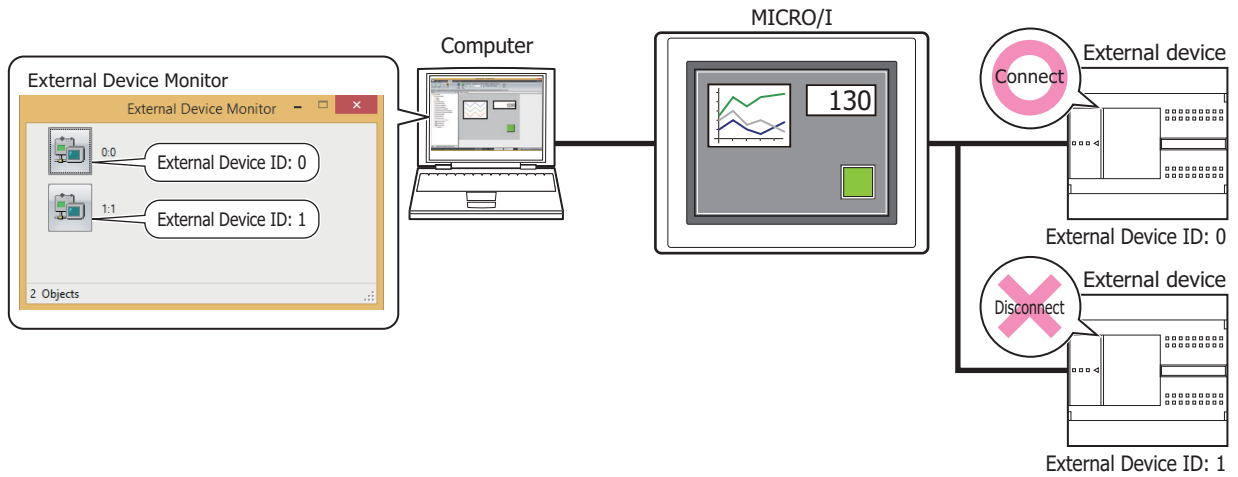 MICRO/I
Computer
External Device Monitor
External Device Monitor
0:0
External Device ID: 0
1:1
External Device ID: 1
2 Objects
130
130
Connect
External device
External Device ID: 0
Disconnect
External device
External Device ID: 1